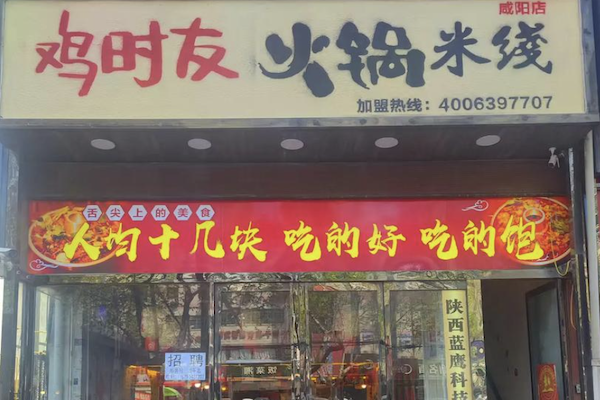 咸阳店
鸡时友 火锅米线
加盟热线：4006397707
舌尖上的美食
人均十几块 吃的好 吃的饱
招聘
陕西蓝鹰科技